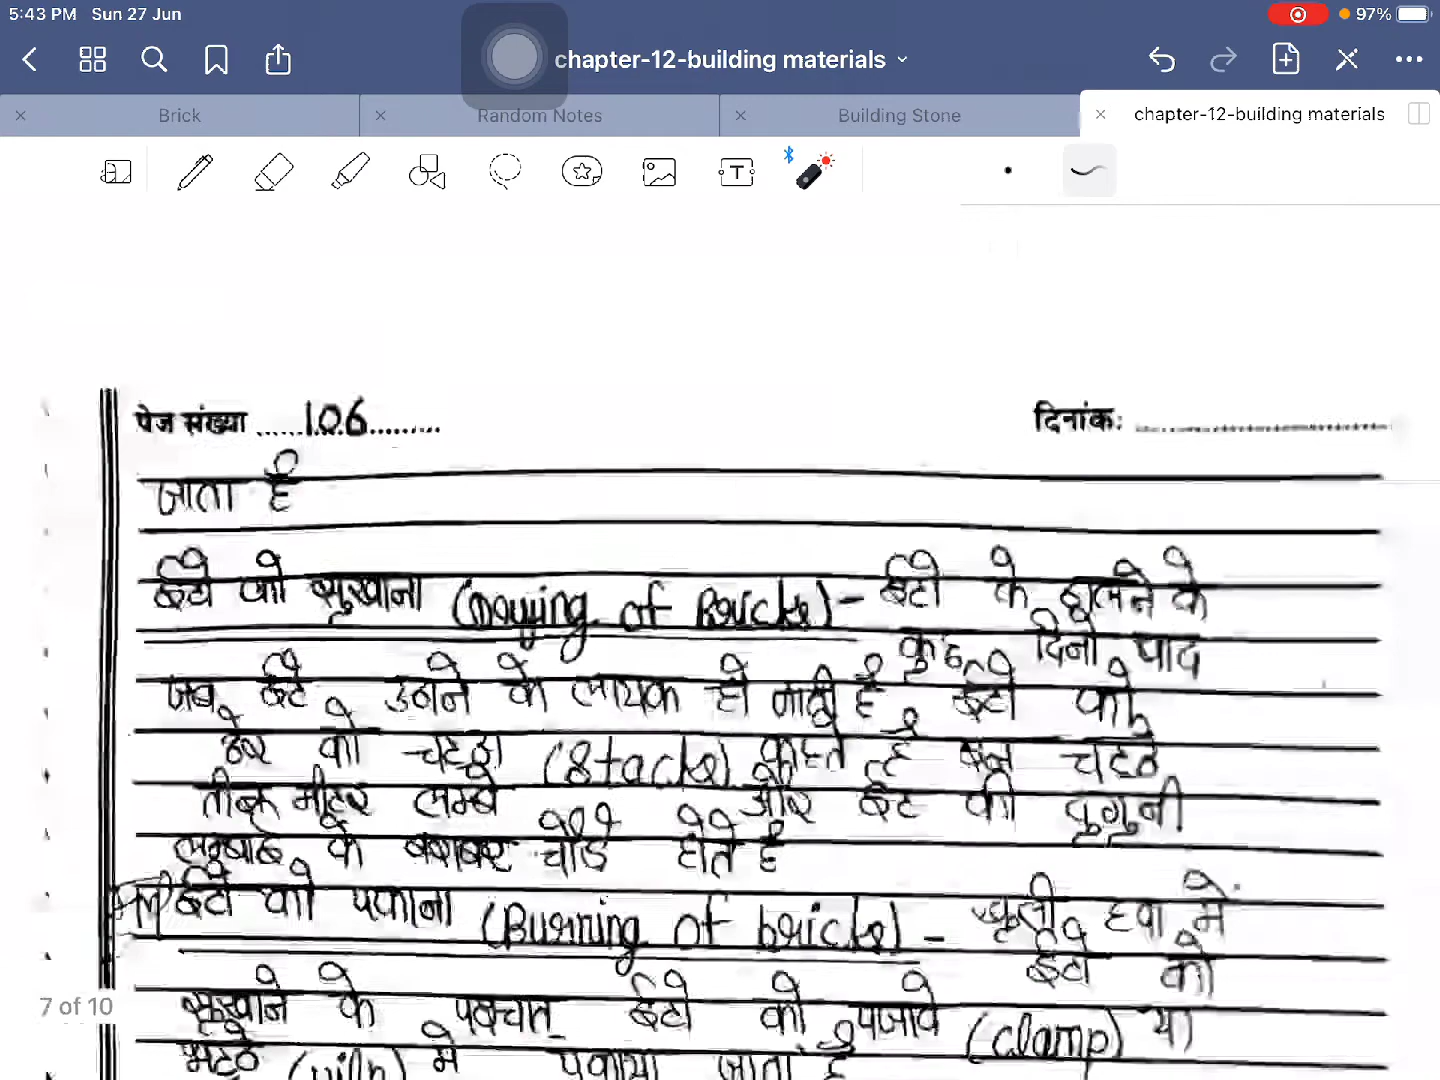 5:43 PM Sun 27 Jun 97%
chapter-12-building materials
Brick Random Notes Building Stone chapter-12-building materials
T
पेज संख्या ......106......... दिनांक: ..............................
जाता है
ईंटों को सुखाना (Drying of Bricks) - ईंटों के ढालने के
कुछ दिनों बाद
जब ईंटे उठाने के लायक हो जाती है, ईंटों के
ढेर को चट्टा (Stacks) कहते है चट्टे
मीटर लम्बे और ईंट की दुगुनी
लम्बाई के बराबर चौडे होते है
ईंटों को पकाना (Burning of bricks) - खुली हवा में
ईंटों को
सुखाने के पश्चात ईंटों को पजावे (clamp) या
भट्टे (kiln) में पकाया जाता है
7 of 10